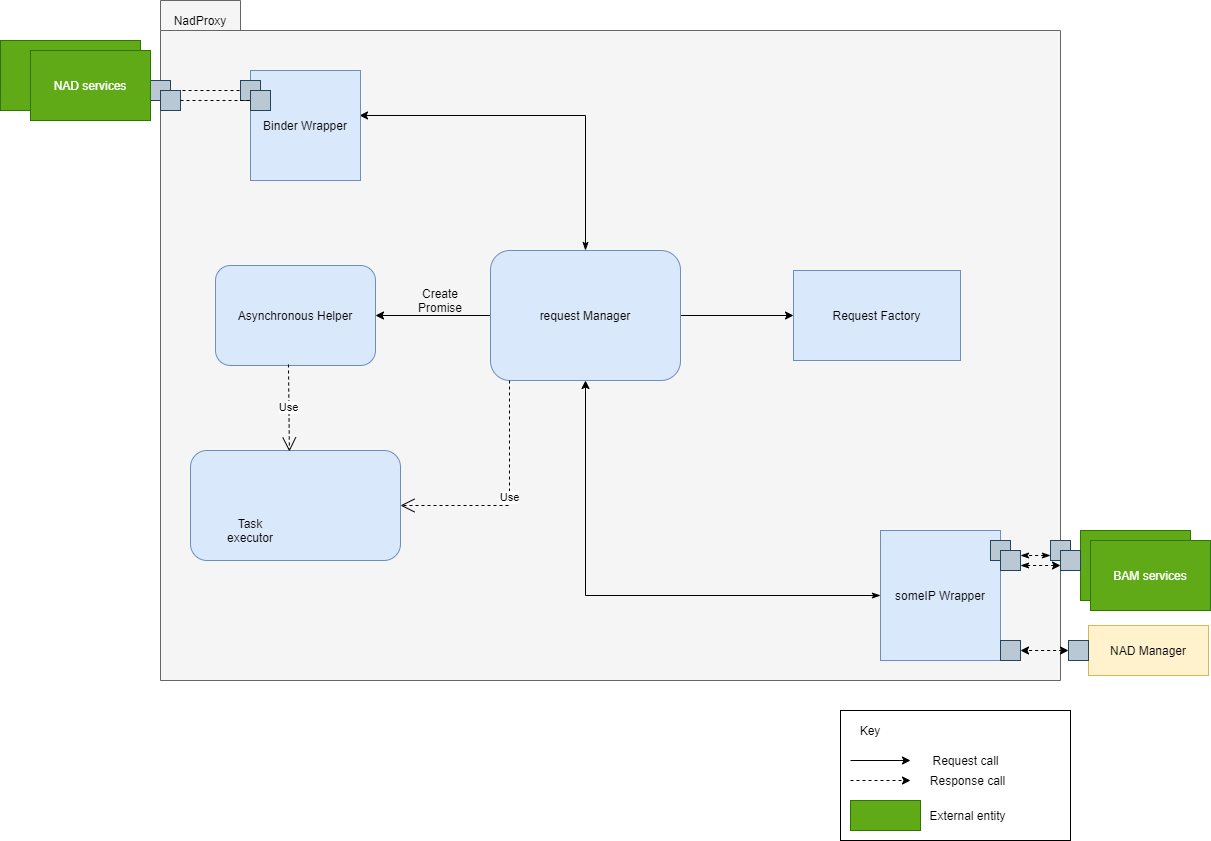 NadProxy
NAD services
Binder Wrapper
Create
Promise
Asynchronous Helper
request Manager
Request Factory
Use
Use
Task
executor
BAM services
someIP Wrapper
NAD Manager
Key
Request call
Response call
External entity